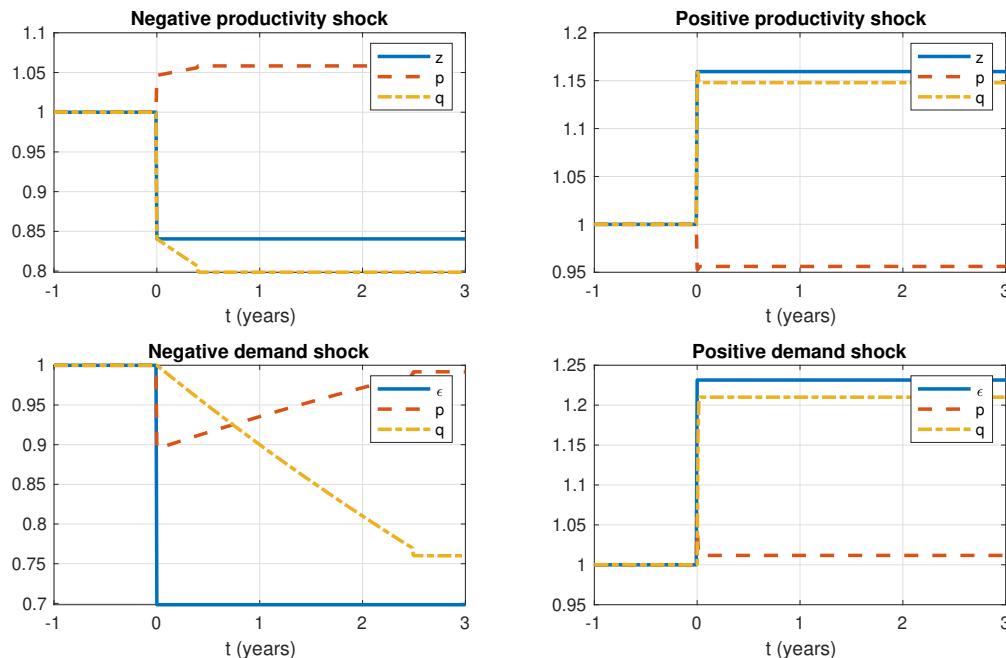 Negative productivity shock
1.1
1.05
1
0.95
0.9
0.85
0.8
-1
0
1
2
3
t (years)
z
p
q
Positive productivity shock
1.2
1.15
1.1
1.05
1
0.95
-1
0
1
2
3
t (years)
z
p
q
Negative demand shock
1
0.95
0.9
0.85
0.8
0.75
0.7
-1
0
1
2
3
t (years)
ϵ
p
q
Positive demand shock
1.25
1.2
1.15
1.1
1.05
1
0.95
-1
0
1
2
3
t (years)
ϵ
p
q